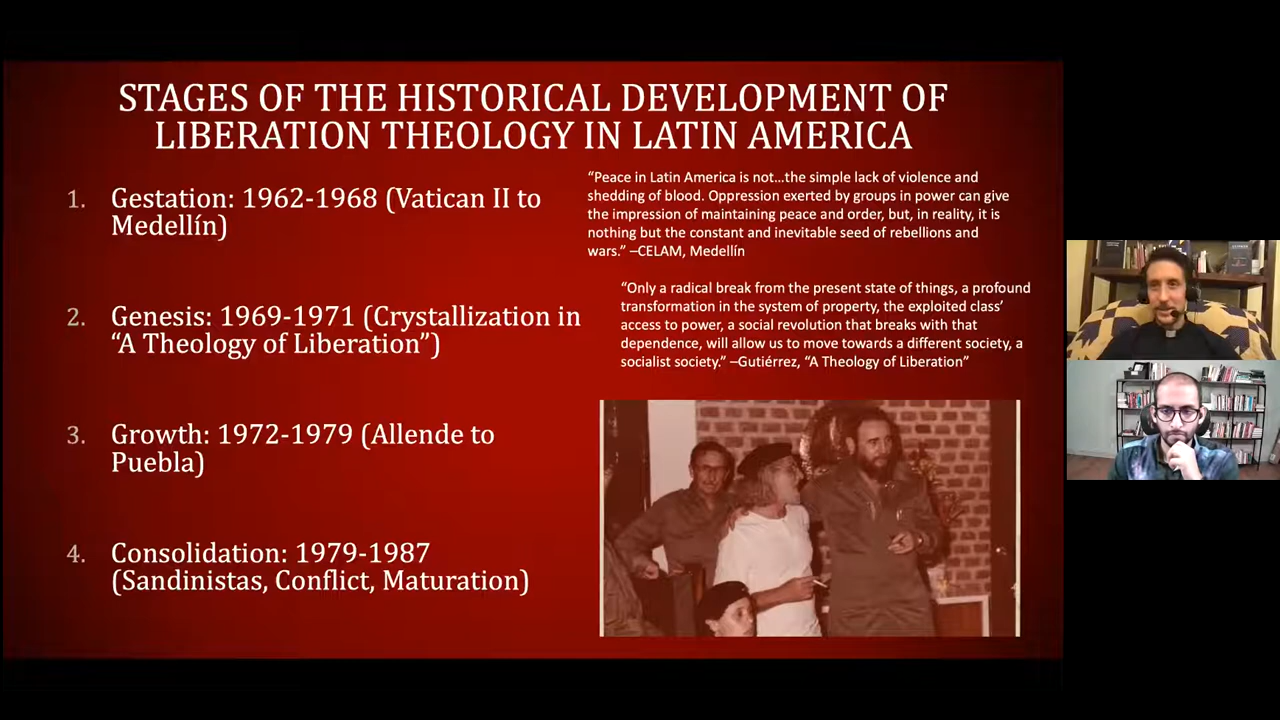 STAGES OF THE HISTORICAL DEVELOPMENT OF
LIBERATION THEOLOGY IN LATIN AMERICA
1. Gestation: 1962-1968 (Vatican II to
Medellín)
2. Genesis: 1969-1971 (Crystallization in
“A Theology of Liberation”)
3. Growth: 1972-1979 (Allende to
Puebla)
4. Consolidation: 1979-1987
(Sandinistas, Conflict, Maturation)
“Peace in Latin America is not…the simple lack of violence and
shedding of blood. Oppression exerted by groups in power can give
the impression of maintaining peace and order, but, in reality, it is
nothing but the constant and inevitable seed of rebellions and
wars.” –CELAM, Medellín
“Only a radical break from the present state of things, a profound
transformation in the system of property, the exploited class’
access to power, a social revolution that breaks with that
dependence, will allow us to move towards a different society, a
socialist society.” –Gutiérrez, “A Theology of Liberation”